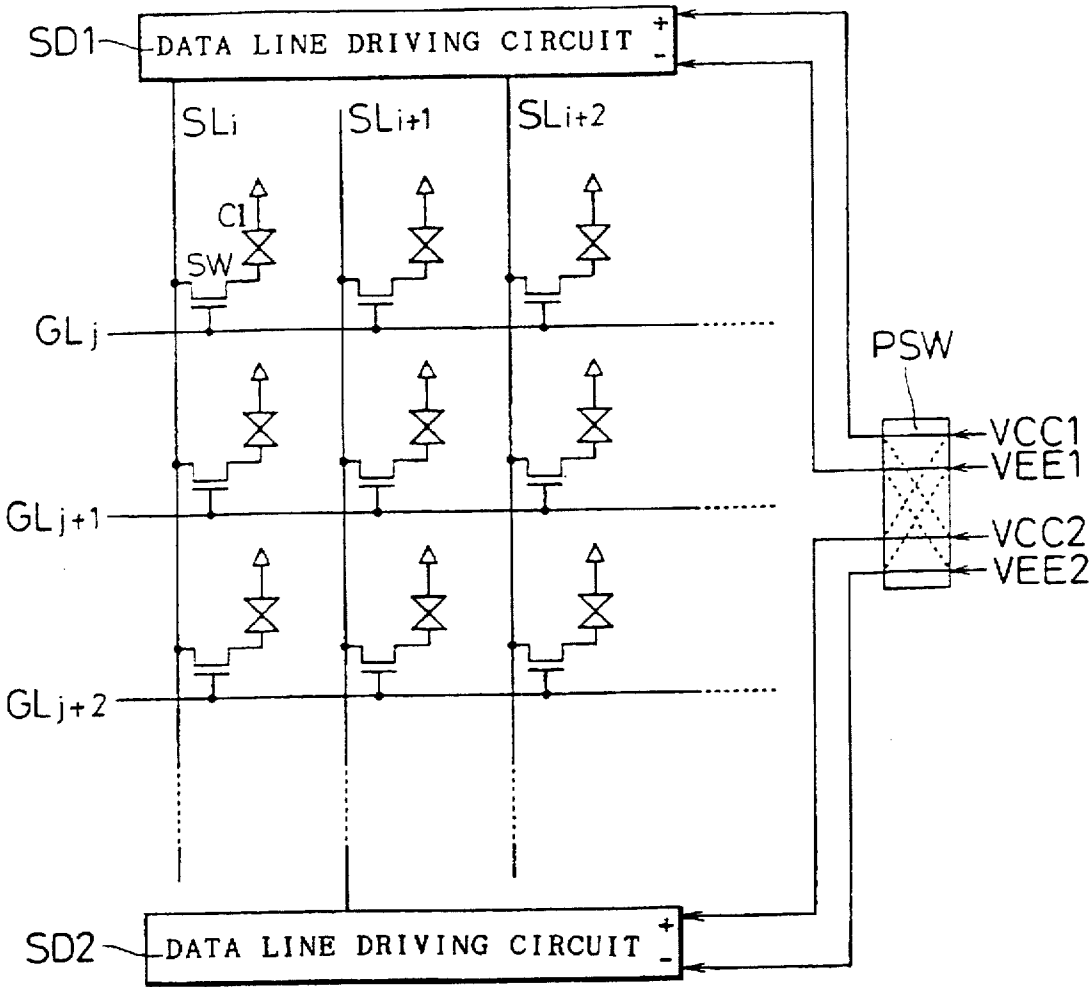 SD1 DATA LINE DRIVING CIRCUIT + -
SLi SLi+1 SLi+2
Cl
SW
GLj
PSW
VCC1
VEE1
GLj+1
VCC2
VEE2
GLj+2
SD2 DATA LINE DRIVING CIRCUIT + -